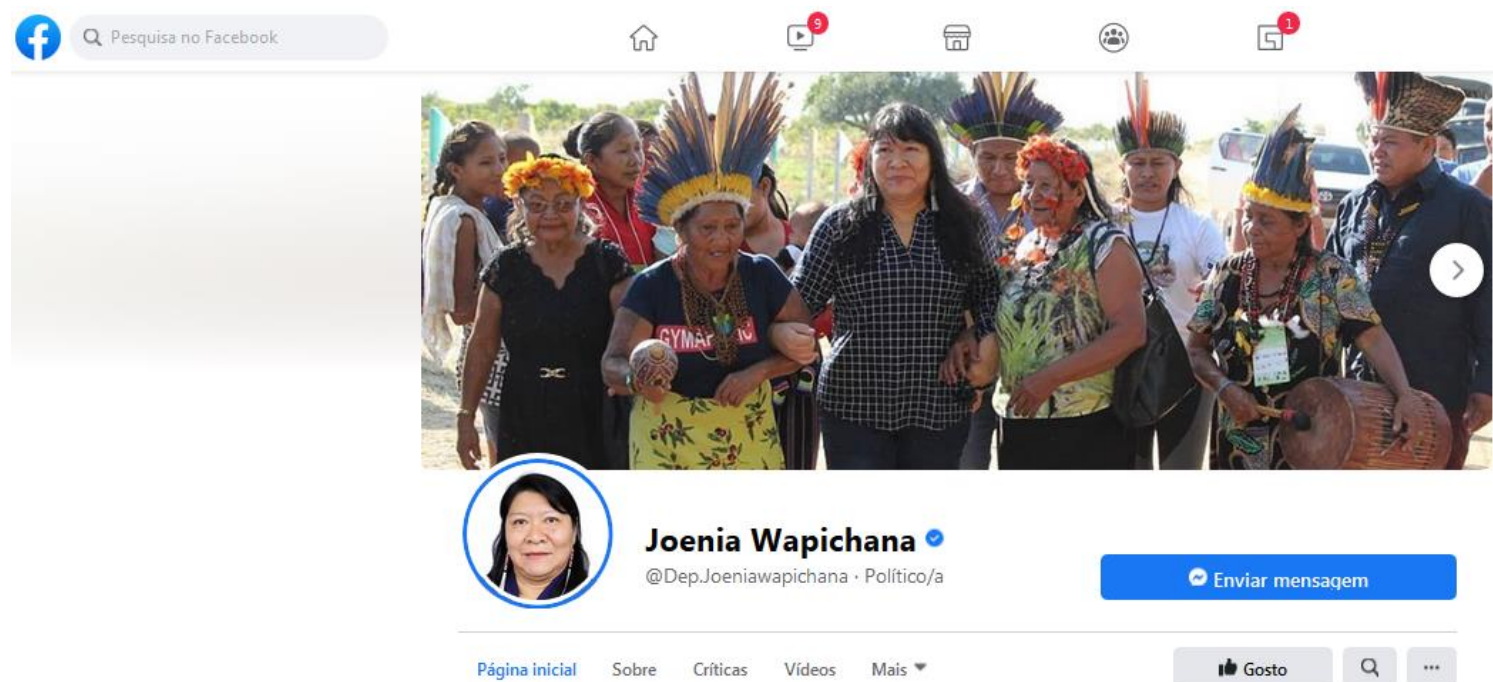 Pesquisa no Facebook
9
1
Joenia Wapichana
@Dep.Joeniawapichana · Político/a
Enviar mensagem
Página inicial Sobre Críticas Vídeos Mais
Gosto